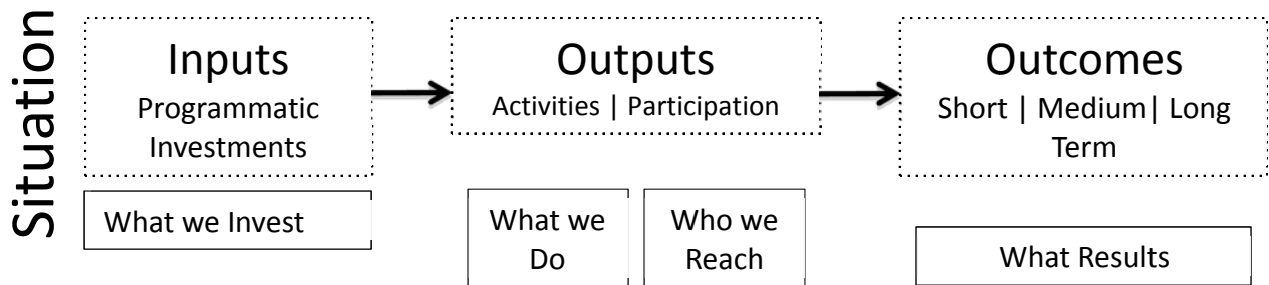 Situation
Inputs
Programmatic
Investments
What we Invest
Outputs
Activities | Participation
What we
Do
Who we
Reach
Outcomes
Short | Medium| Long
Term
What Results